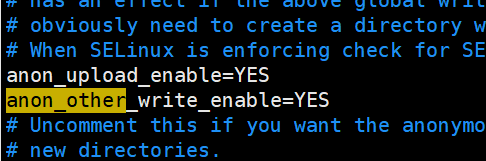 # has an effect if the above global writ
# obviously need to create a directory w
# When SELinux is enforcing check for SE
anon_upload_enable=YES
anon_other_write_enable=YES
# Uncomment this if you want the anonymo
# new directories.